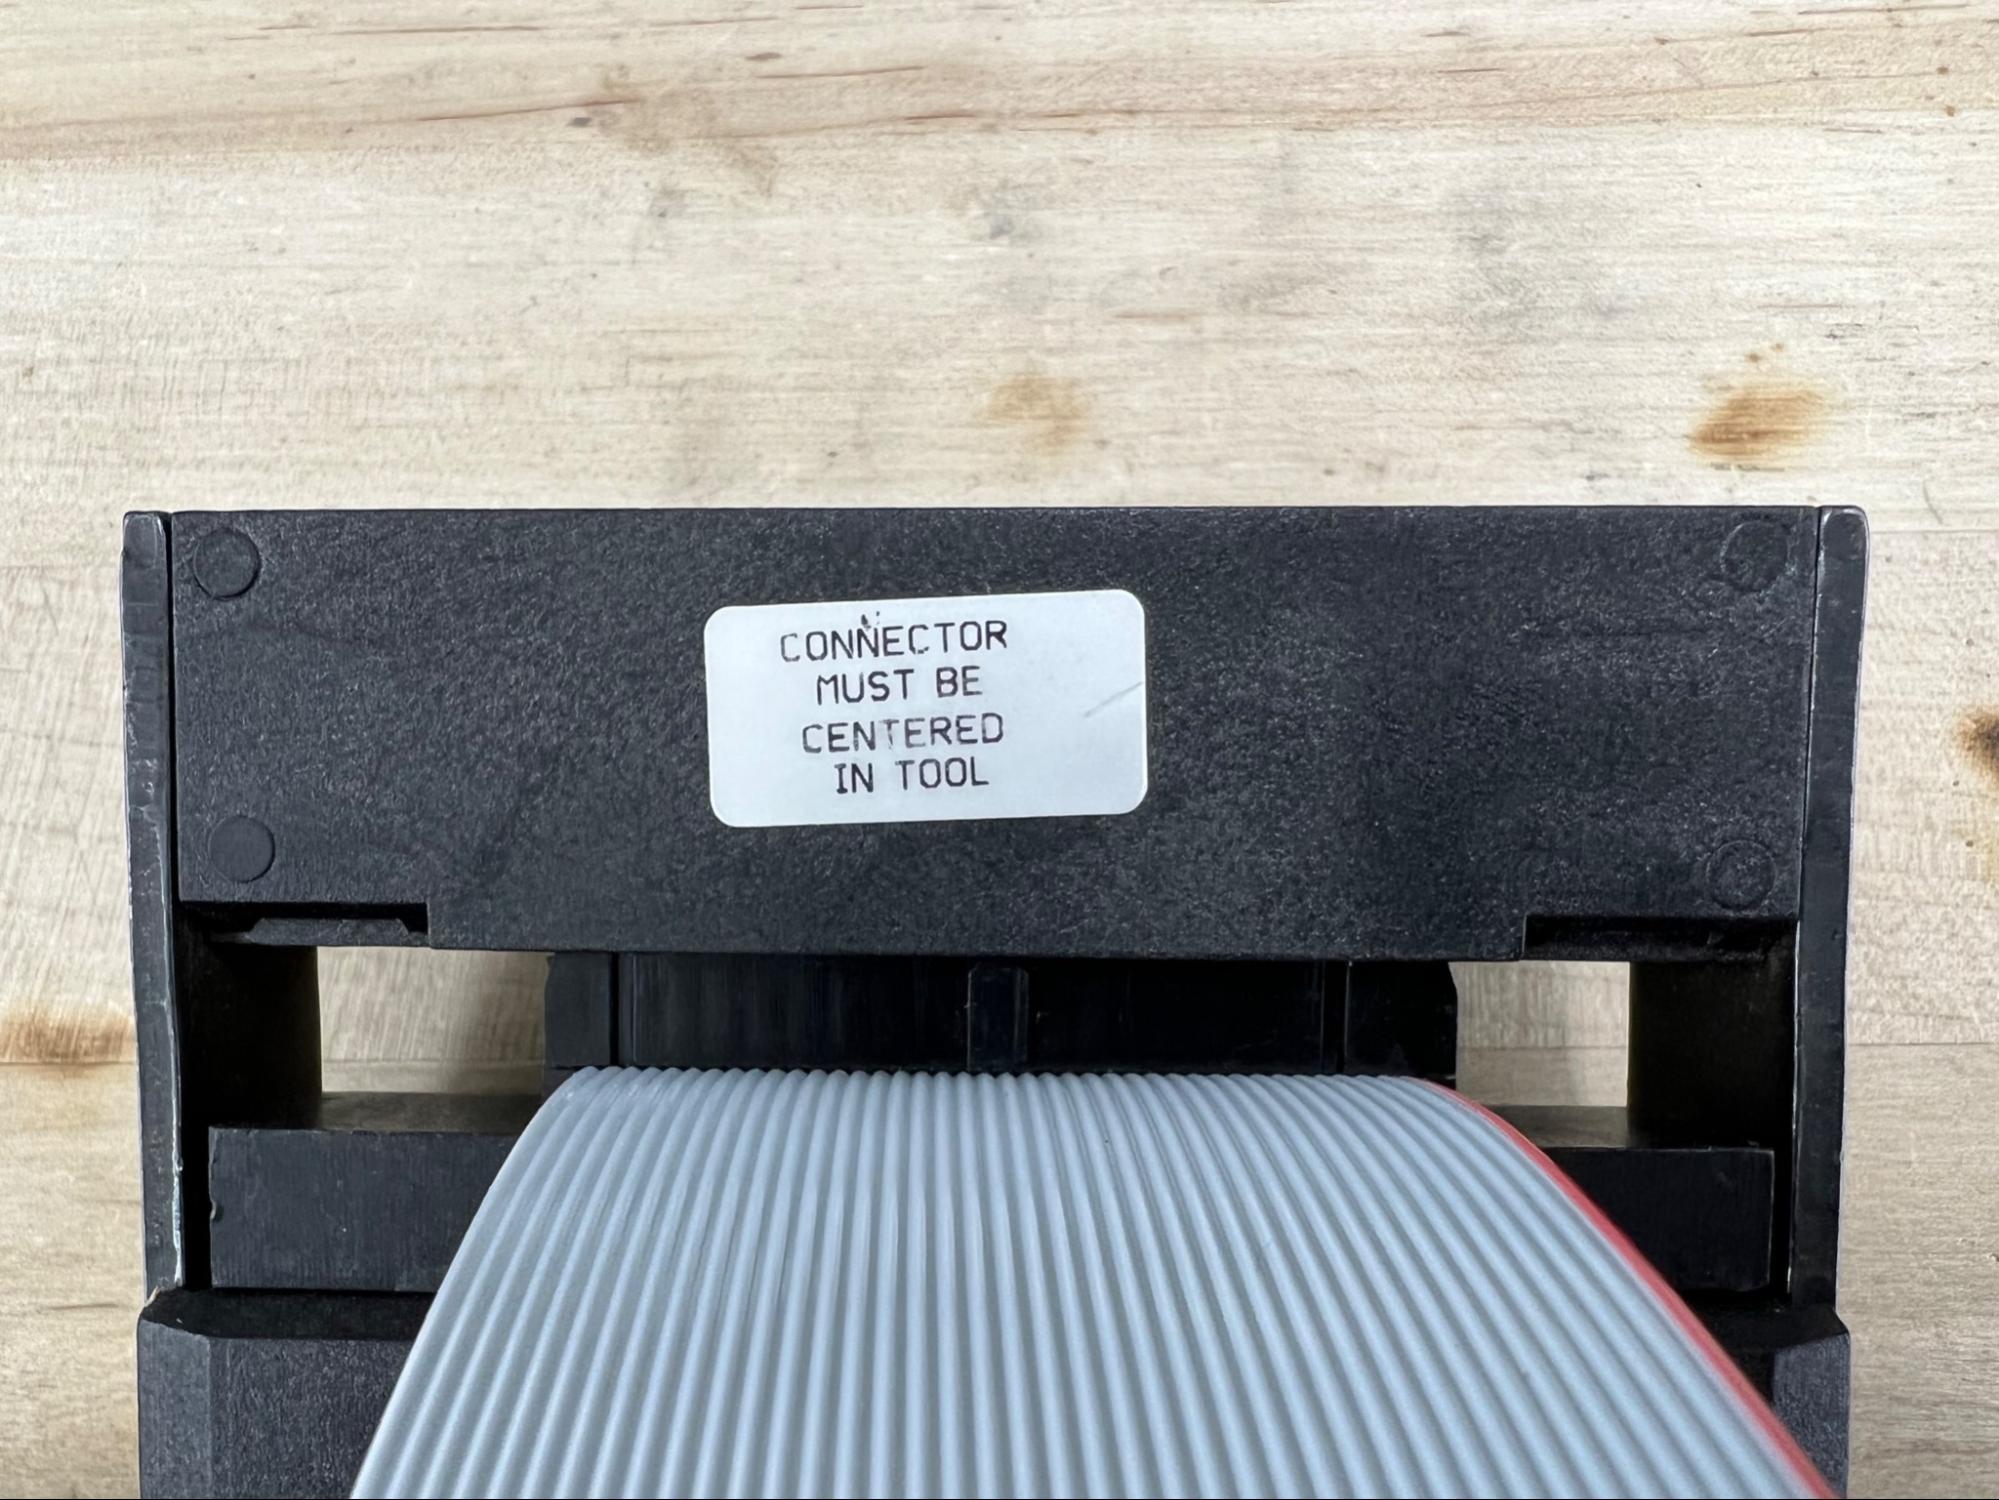 CONNECTOR
MUST BE
CENTERED
IN TOOL